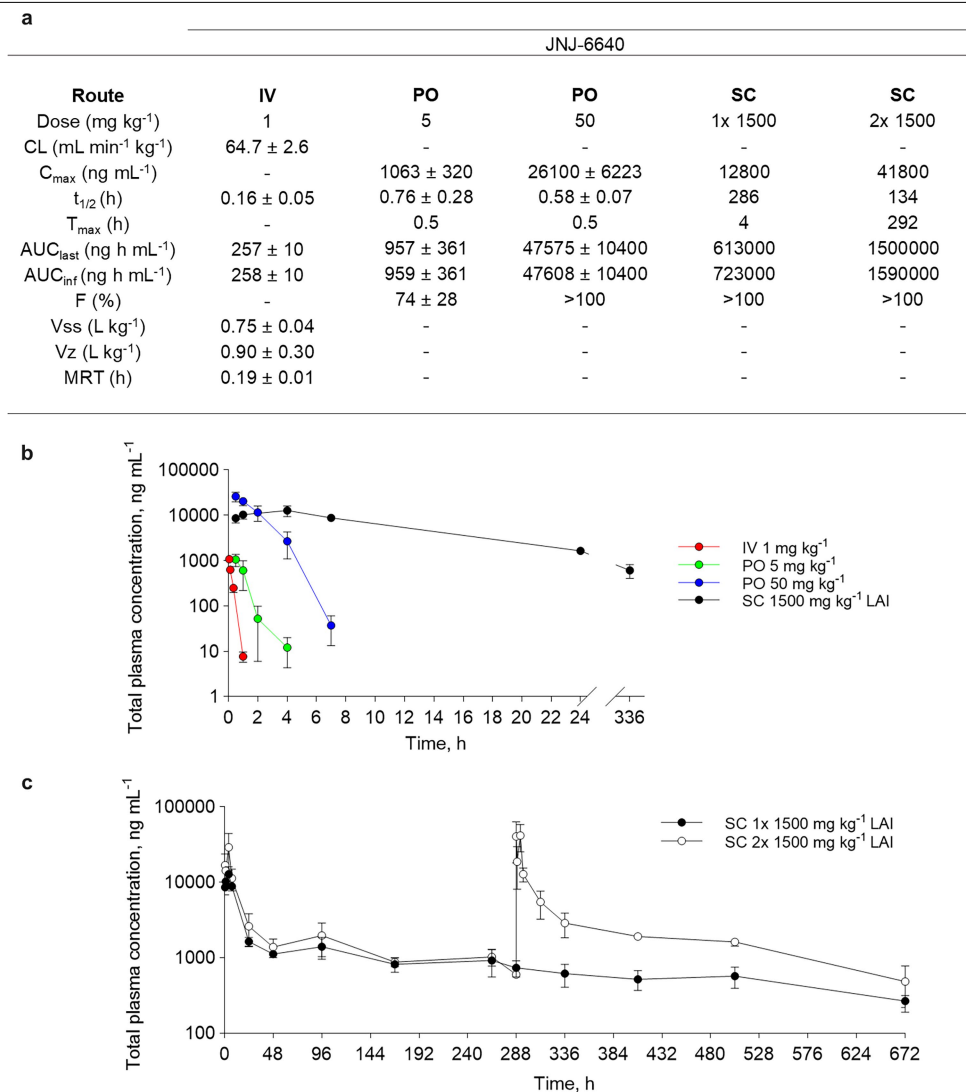 a
JNJ-6640
Route IV PO PO SC SC
Dose (mg kg⁻¹) 1 5 50 1x 1500 2x 1500
CL (mL min⁻¹ kg⁻¹) 64.7 ± 2.6 - - - -
Cmax (ng mL⁻¹) - 1063 ± 320 26100 ± 6223 12800 41800
t1/2 (h) 0.16 ± 0.05 0.76 ± 0.28 0.58 ± 0.07 286 134
Tmax (h) - 0.5 0.5 4 292
AUClast (ng h mL⁻¹) 257 ± 10 957 ± 361 47575 ± 10400 613000 1500000
AUCinf (ng h mL⁻¹) 258 ± 10 959 ± 361 47608 ± 10400 723000 1590000
F (%) - 74 ± 28 >100 >100 >100
Vss (L kg⁻¹) 0.75 ± 0.04 - - - -
Vz (L kg⁻¹) 0.90 ± 0.30 - - - -
MRT (h) 0.19 ± 0.01 - - - -
b
Total plasma concentration, ng mL⁻¹
100000
10000
1000
100
10
1
0 2 4 6 8 10 12 14 16 18 20 22 24 336
Time, h
IV 1 mg kg⁻¹
PO 5 mg kg⁻¹
PO 50 mg kg⁻¹
SC 1500 mg kg⁻¹ LAI
c
Total plasma concentration, ng mL⁻¹
100000
10000
1000
100
0 48 96 144 192 240 288 336 384 432 480 528 576 624 672
Time, h
SC 1x 1500 mg kg⁻¹ LAI
SC 2x 1500 mg kg⁻¹ LAI